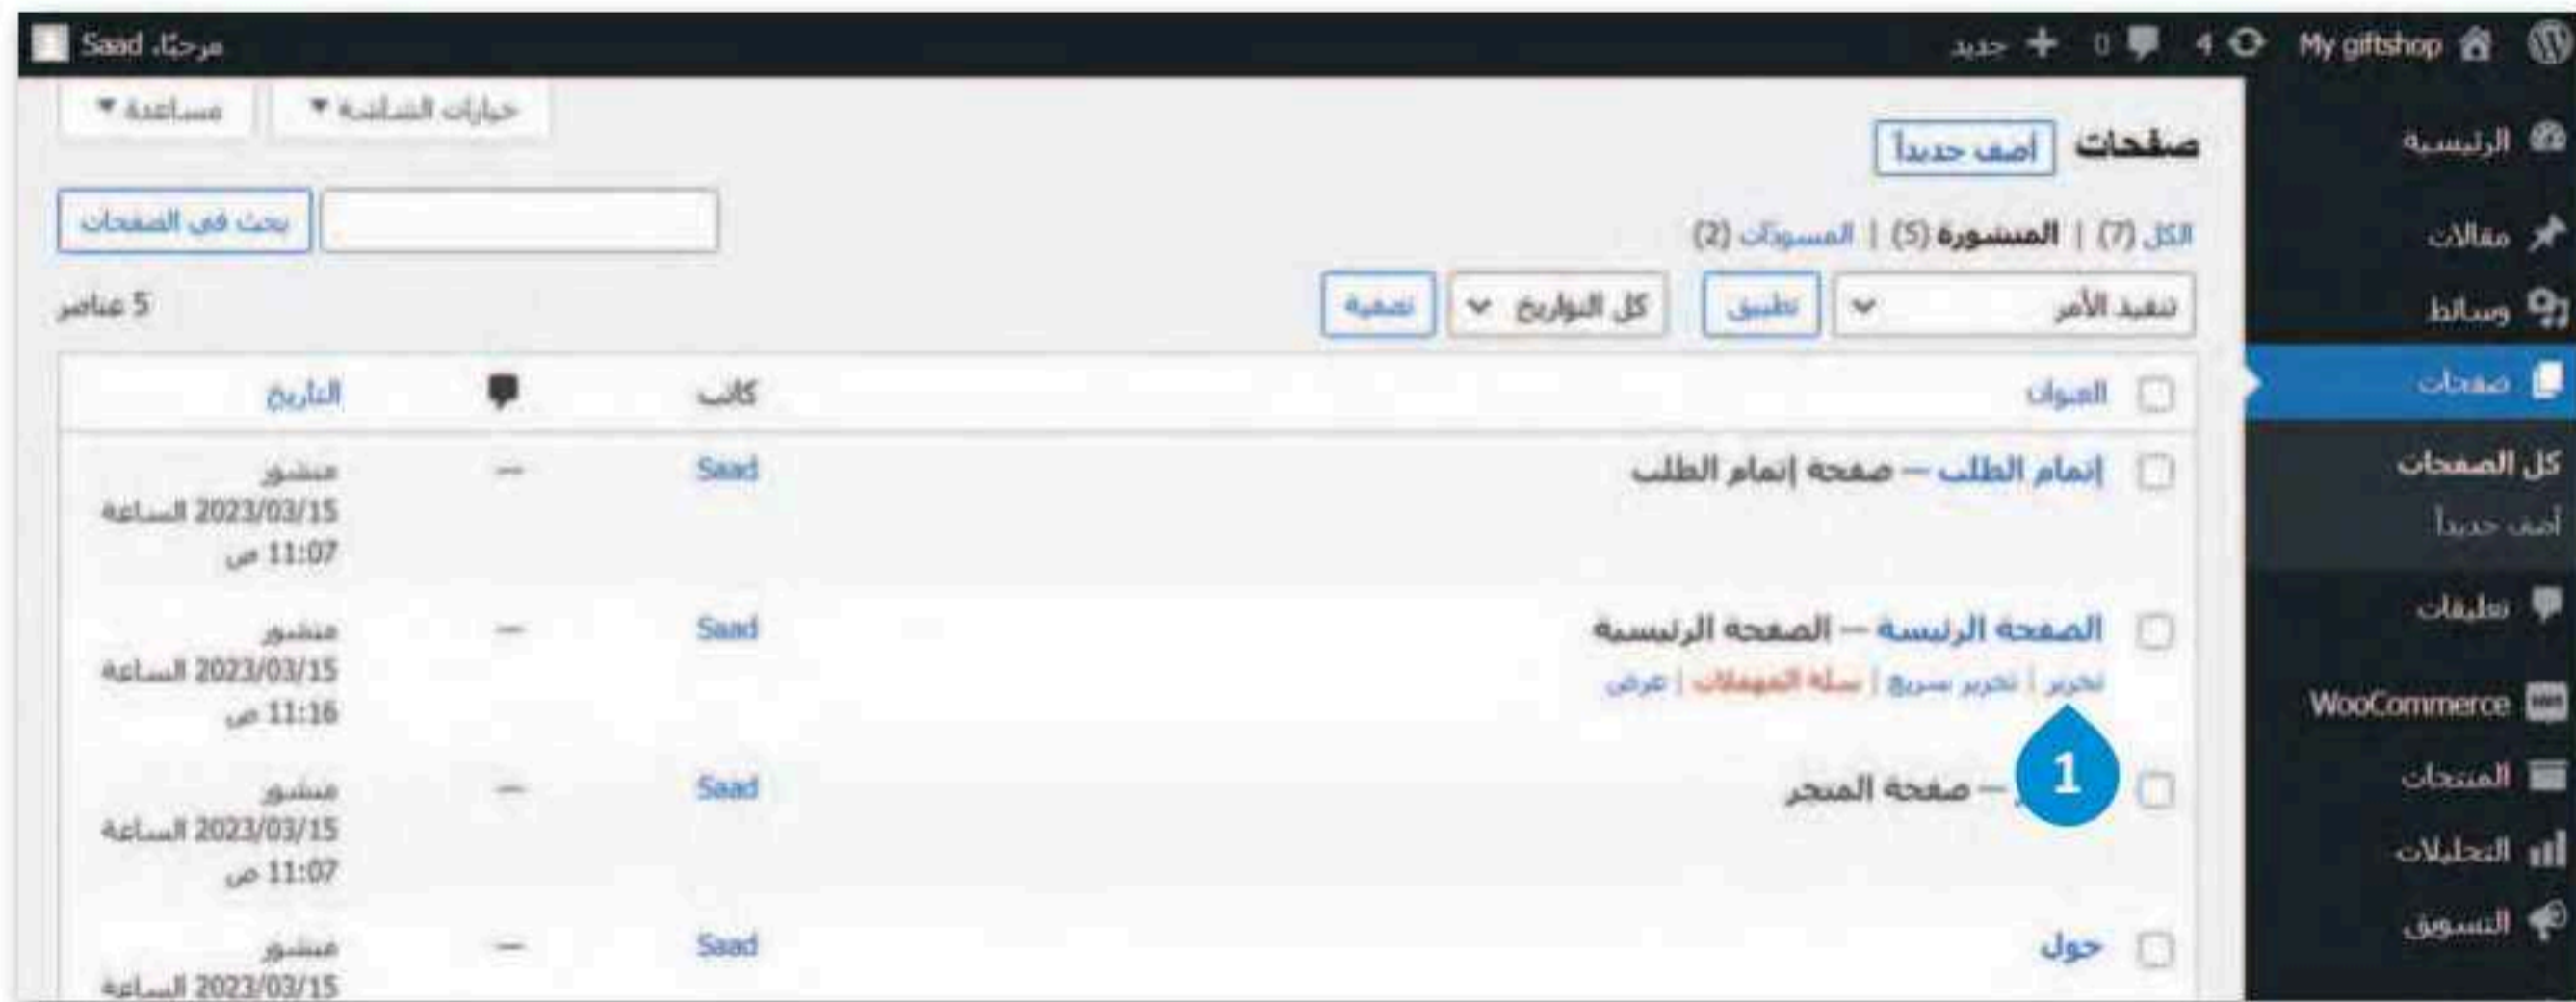 My giftshop 4 0 + جديد
مرحبًا، Saad
الرئيسية
مقالات
وسائط
صفحات
كل الصفحات
أضف جديداً
تعليقات
WooCommerce
المنتجات
التحليلات
التسويق
خيارات الشاشة ▼ مساعدة ▼
صفحات أضف جديداً
الكل (7) | المنشورة (5) | المسودّات (2)
بحث في الصفحات
تنفيذ الأمر تطبيق كل التواريخ تصفية
5 عناصر
العنوان كاتب التاريخ
إتمام الطلب — صفحة إتمام الطلب Saad — منشور
2023/03/15 الساعة
11:07 ص
الصفحة الرئيسة — الصفحة الرئيسية Saad — منشور
تحرير | تحرير سريع | سلة المهملات | عرض 2023/03/15 الساعة
11:16 ص
1
— صفحة المتجر Saad — منشور
2023/03/15 الساعة
11:07 ص
حول Saad — منشور
2023/03/15 الساعة